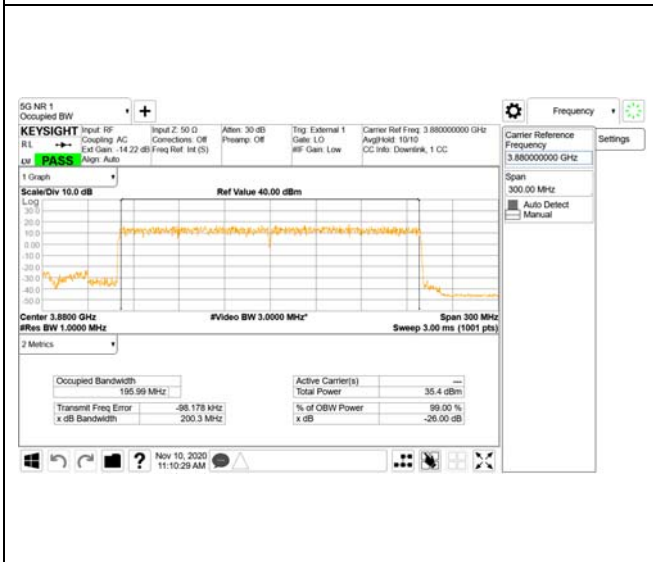 5G NR 1
Occupied BW
Frequency
KEYSIGHT Input: RF
Coupling: AC
Ext Gain: -14.22 dB
Align: Auto
Input Z: 50 Ω
Corrections: Off
Freq Ref: Int (S)
Atten: 30 dB
Preamp: Off
Trig: External 1
Gate: LO
#IF Gain: Low
Carrier Ref Freq: 3.880000000 GHz
Avg|Hold: 10/10
CC Info: Downlink, 1 CC
RL
PASS
Carrier Reference
Frequency
3.880000000 GHz
Settings
Span
300.00 MHz
Auto Detect
Manual
1 Graph
Scale/Div 10.0 dB
Ref Value 40.00 dBm
Log
30.0
20.0
10.0
0.00
-10.0
-20.0
-30.0
-40.0
-50.0
Center 3.8800 GHz
#Video BW 3.0000 MHz*
Span 300 MHz
#Res BW 1.0000 MHz
Sweep 3.00 ms (1001 pts)
2 Metrics
Occupied Bandwidth
195.99 MHz
Active Carrier(s) ---
Total Power 35.4 dBm
Transmit Freq Error -98.178 kHz
% of OBW Power 99.00 %
x dB Bandwidth 200.3 MHz
x dB -26.00 dB
Nov 10, 2020
11:10:29 AM